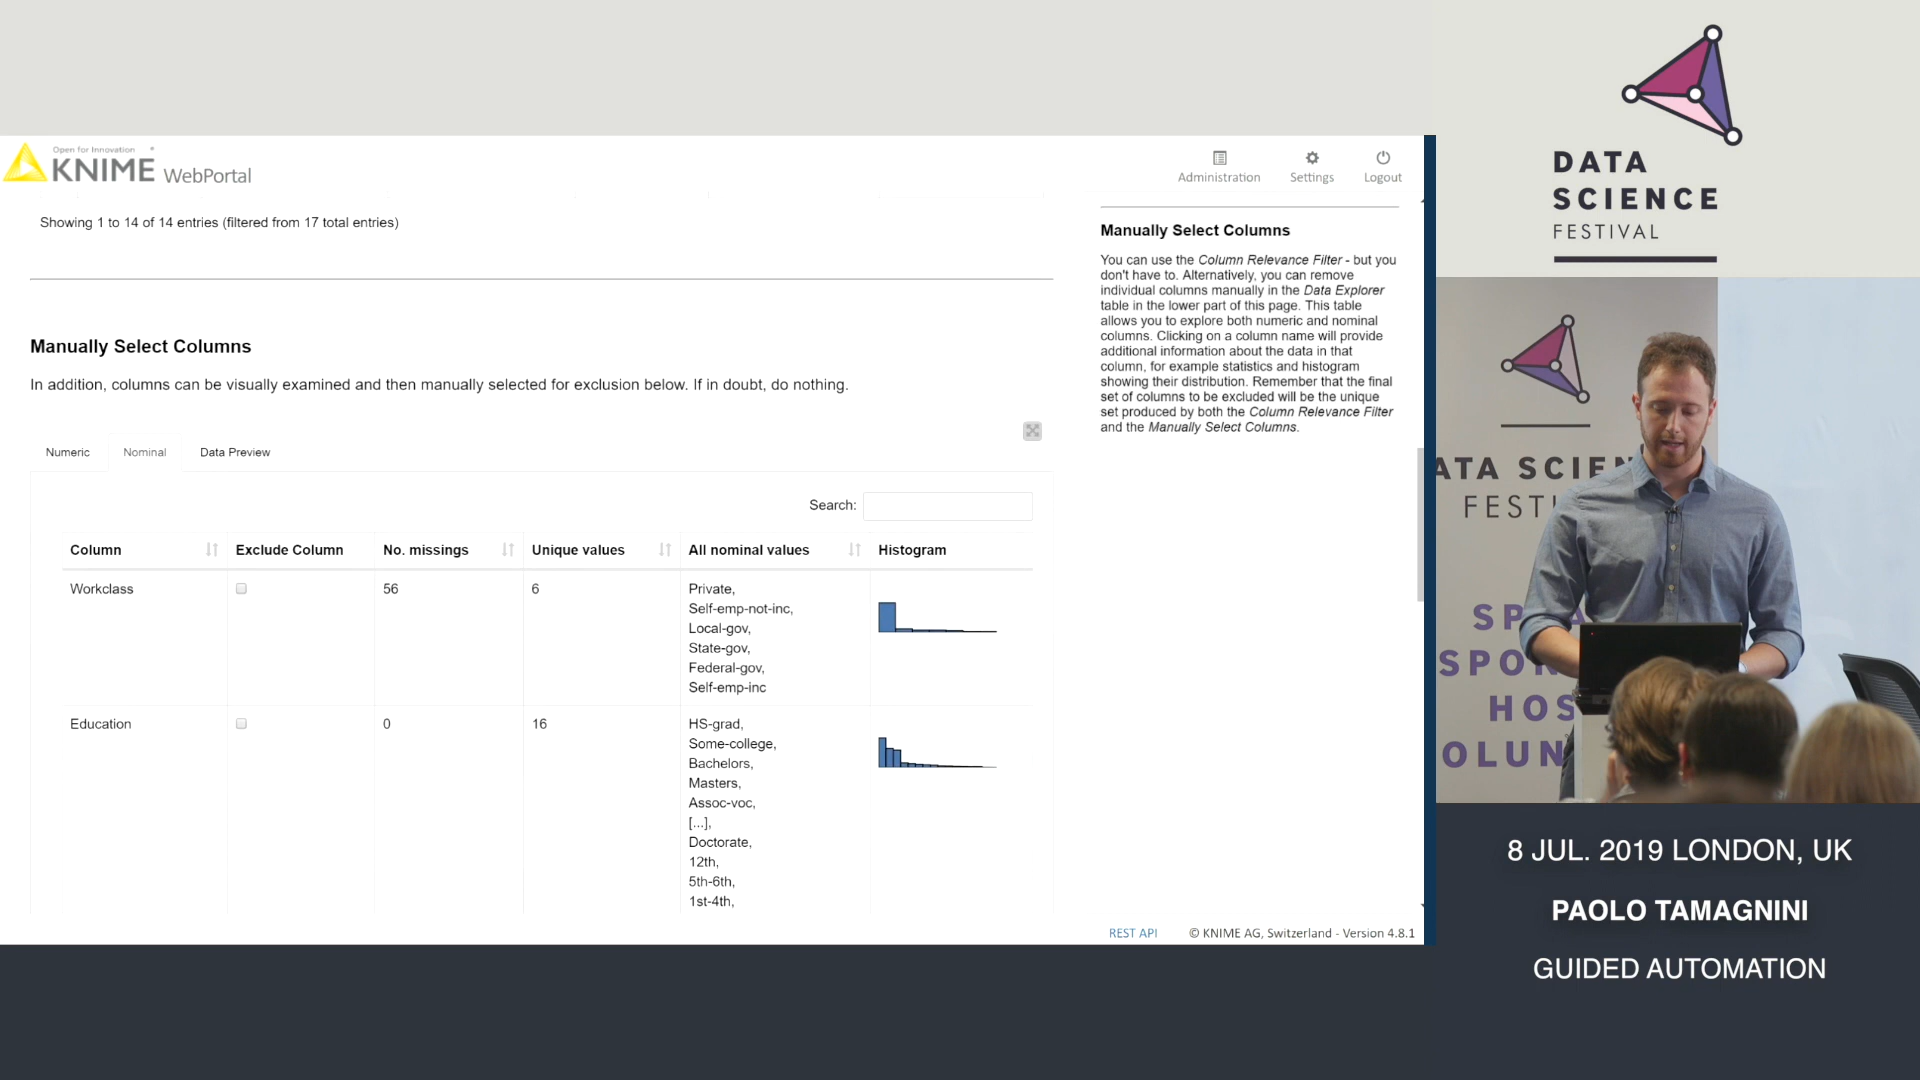 Open for Innovation
KNIME WebPortal
Administration
Settings
Logout
Showing 1 to 14 of 14 entries (filtered from 17 total entries)
Manually Select Columns
In addition, columns can be visually examined and then manually selected for exclusion below. If in doubt, do nothing.
Numeric
Nominal
Data Preview
Search:
Column
Exclude Column
No. missings
Unique values
All nominal values
Histogram
Workclass
56
6
Private,
Self-emp-not-inc,
Local-gov,
State-gov,
Federal-gov,
Self-emp-inc
Education
0
16
HS-grad,
Some-college,
Bachelors,
Masters,
Assoc-voc,
[...],
Doctorate,
12th,
5th-6th,
1st-4th,
Manually Select Columns
You can use the Column Relevance Filter - but you
don't have to. Alternatively, you can remove
individual columns manually in the Data Explorer
table in the lower part of this page. This table
allows you to explore both numeric and nominal
columns. Clicking on a column name will provide
additional information about the data in that
column, for example statistics and histogram
showing their distribution. Remember that the final
set of columns to be excluded will be the unique
set produced by both the Column Relevance Filter
and the Manually Select Columns.
REST API
© KNIME AG, Switzerland - Version 4.8.1
DATA
SCIENCE
FESTIVAL
ATA SCIEN
FESTI
SP
SPON
HOS
OLUN
8 JUL. 2019 LONDON, UK
PAOLO TAMAGNINI
GUIDED AUTOMATION